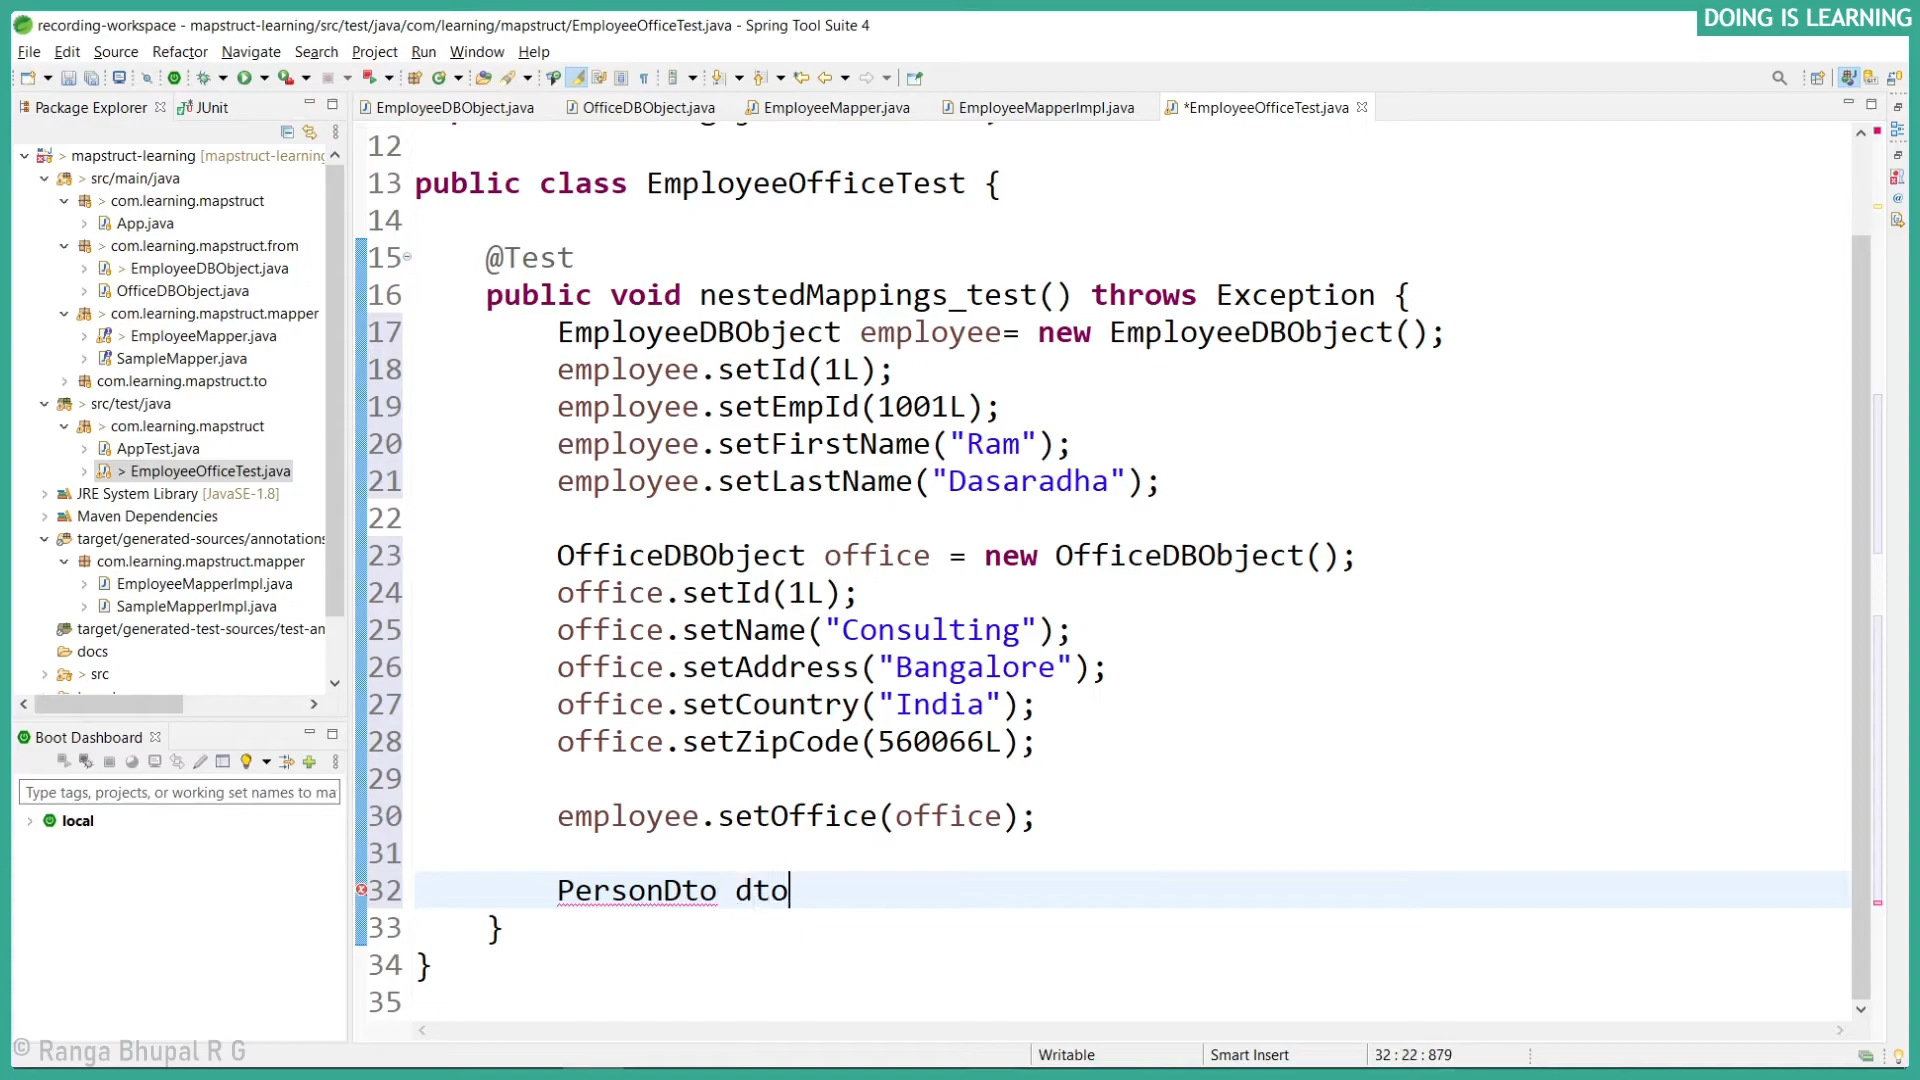 DOING IS LEARNING
recording-workspace - mapstruct-learning/src/test/java/com/learning/mapstruct/EmployeeOfficeTest.java - Spring Tool Suite 4
File Edit Source Refactor Navigate Search Project Run Window Help
Package Explorer JUnit
EmployeeDBObject.java OfficeDBObject.java EmployeeMapper.java EmployeeMapperImpl.java *EmployeeOfficeTest.java
> mapstruct-learning [mapstruct-learning
> src/main/java
> com.learning.mapstruct
App.java
> com.learning.mapstruct.from
> EmployeeDBObject.java
OfficeDBObject.java
> com.learning.mapstruct.mapper
> EmployeeMapper.java
SampleMapper.java
com.learning.mapstruct.to
> src/test/java
> com.learning.mapstruct
AppTest.java
> EmployeeOfficeTest.java
JRE System Library [JavaSE-1.8]
Maven Dependencies
target/generated-sources/annotations
com.learning.mapstruct.mapper
EmployeeMapperImpl.java
SampleMapperImpl.java
target/generated-test-sources/test-an
docs
> src
Boot Dashboard
Type tags, projects, or working set names to ma
local
12
13 public class EmployeeOfficeTest {
14
15 @Test
16 public void nestedMappings_test() throws Exception {
17 EmployeeDBObject employee= new EmployeeDBObject();
18 employee.setId(1L);
19 employee.setEmpId(1001L);
20 employee.setFirstName("Ram");
21 employee.setLastName("Dasaradha");
22
23 OfficeDBObject office = new OfficeDBObject();
24 office.setId(1L);
25 office.setName("Consulting");
26 office.setAddress("Bangalore");
27 office.setCountry("India");
28 office.setZipCode(560066L);
29
30 employee.setOffice(office);
31
32 PersonDto dto
33 }
34 }
35
© Ranga Bhupal R G
Writable Smart Insert 32 : 22 : 879